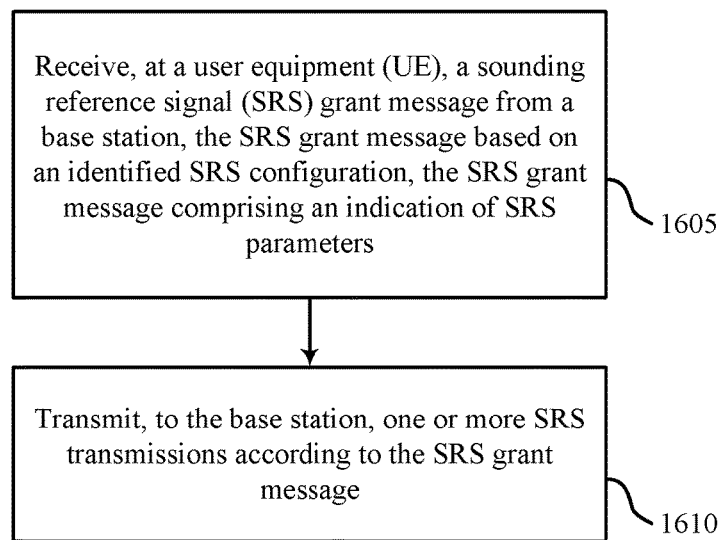 Receive, at a user equipment (UE), a sounding
reference signal (SRS) grant message from a
base station, the SRS grant message based on
an identified SRS configuration, the SRS grant
message comprising an indication of SRS
parameters
1605
Transmit, to the base station, one or more SRS
transmissions according to the SRS grant
message
1610